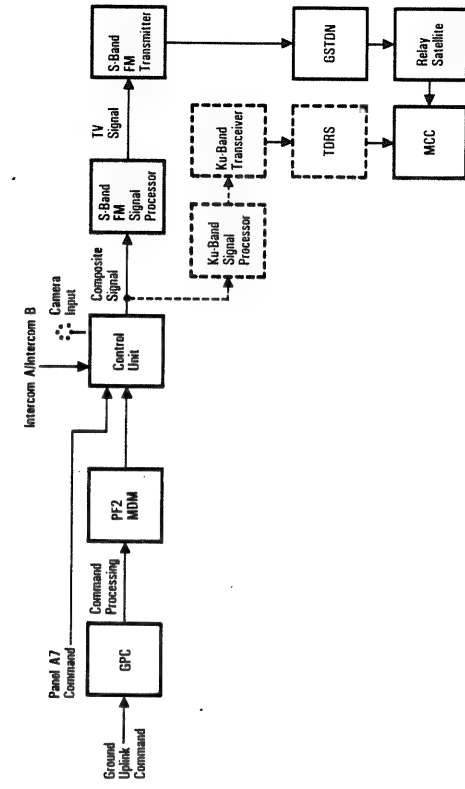 Ground
Uplink
Command
GPC
Command
Processing
PF2
MDM
Panel A7
Command
Intercom A/Intercom B
Camera
Input
Control
Unit
Composite
Signal
S-Band
FM
Signal
Processor
TV
Signal
S-Band
FM
Transmitter
Ku-Band
Signal
Processor
Ku-Band
Transceiver
GSTDN
TDRS
Relay
Satellite
MCC